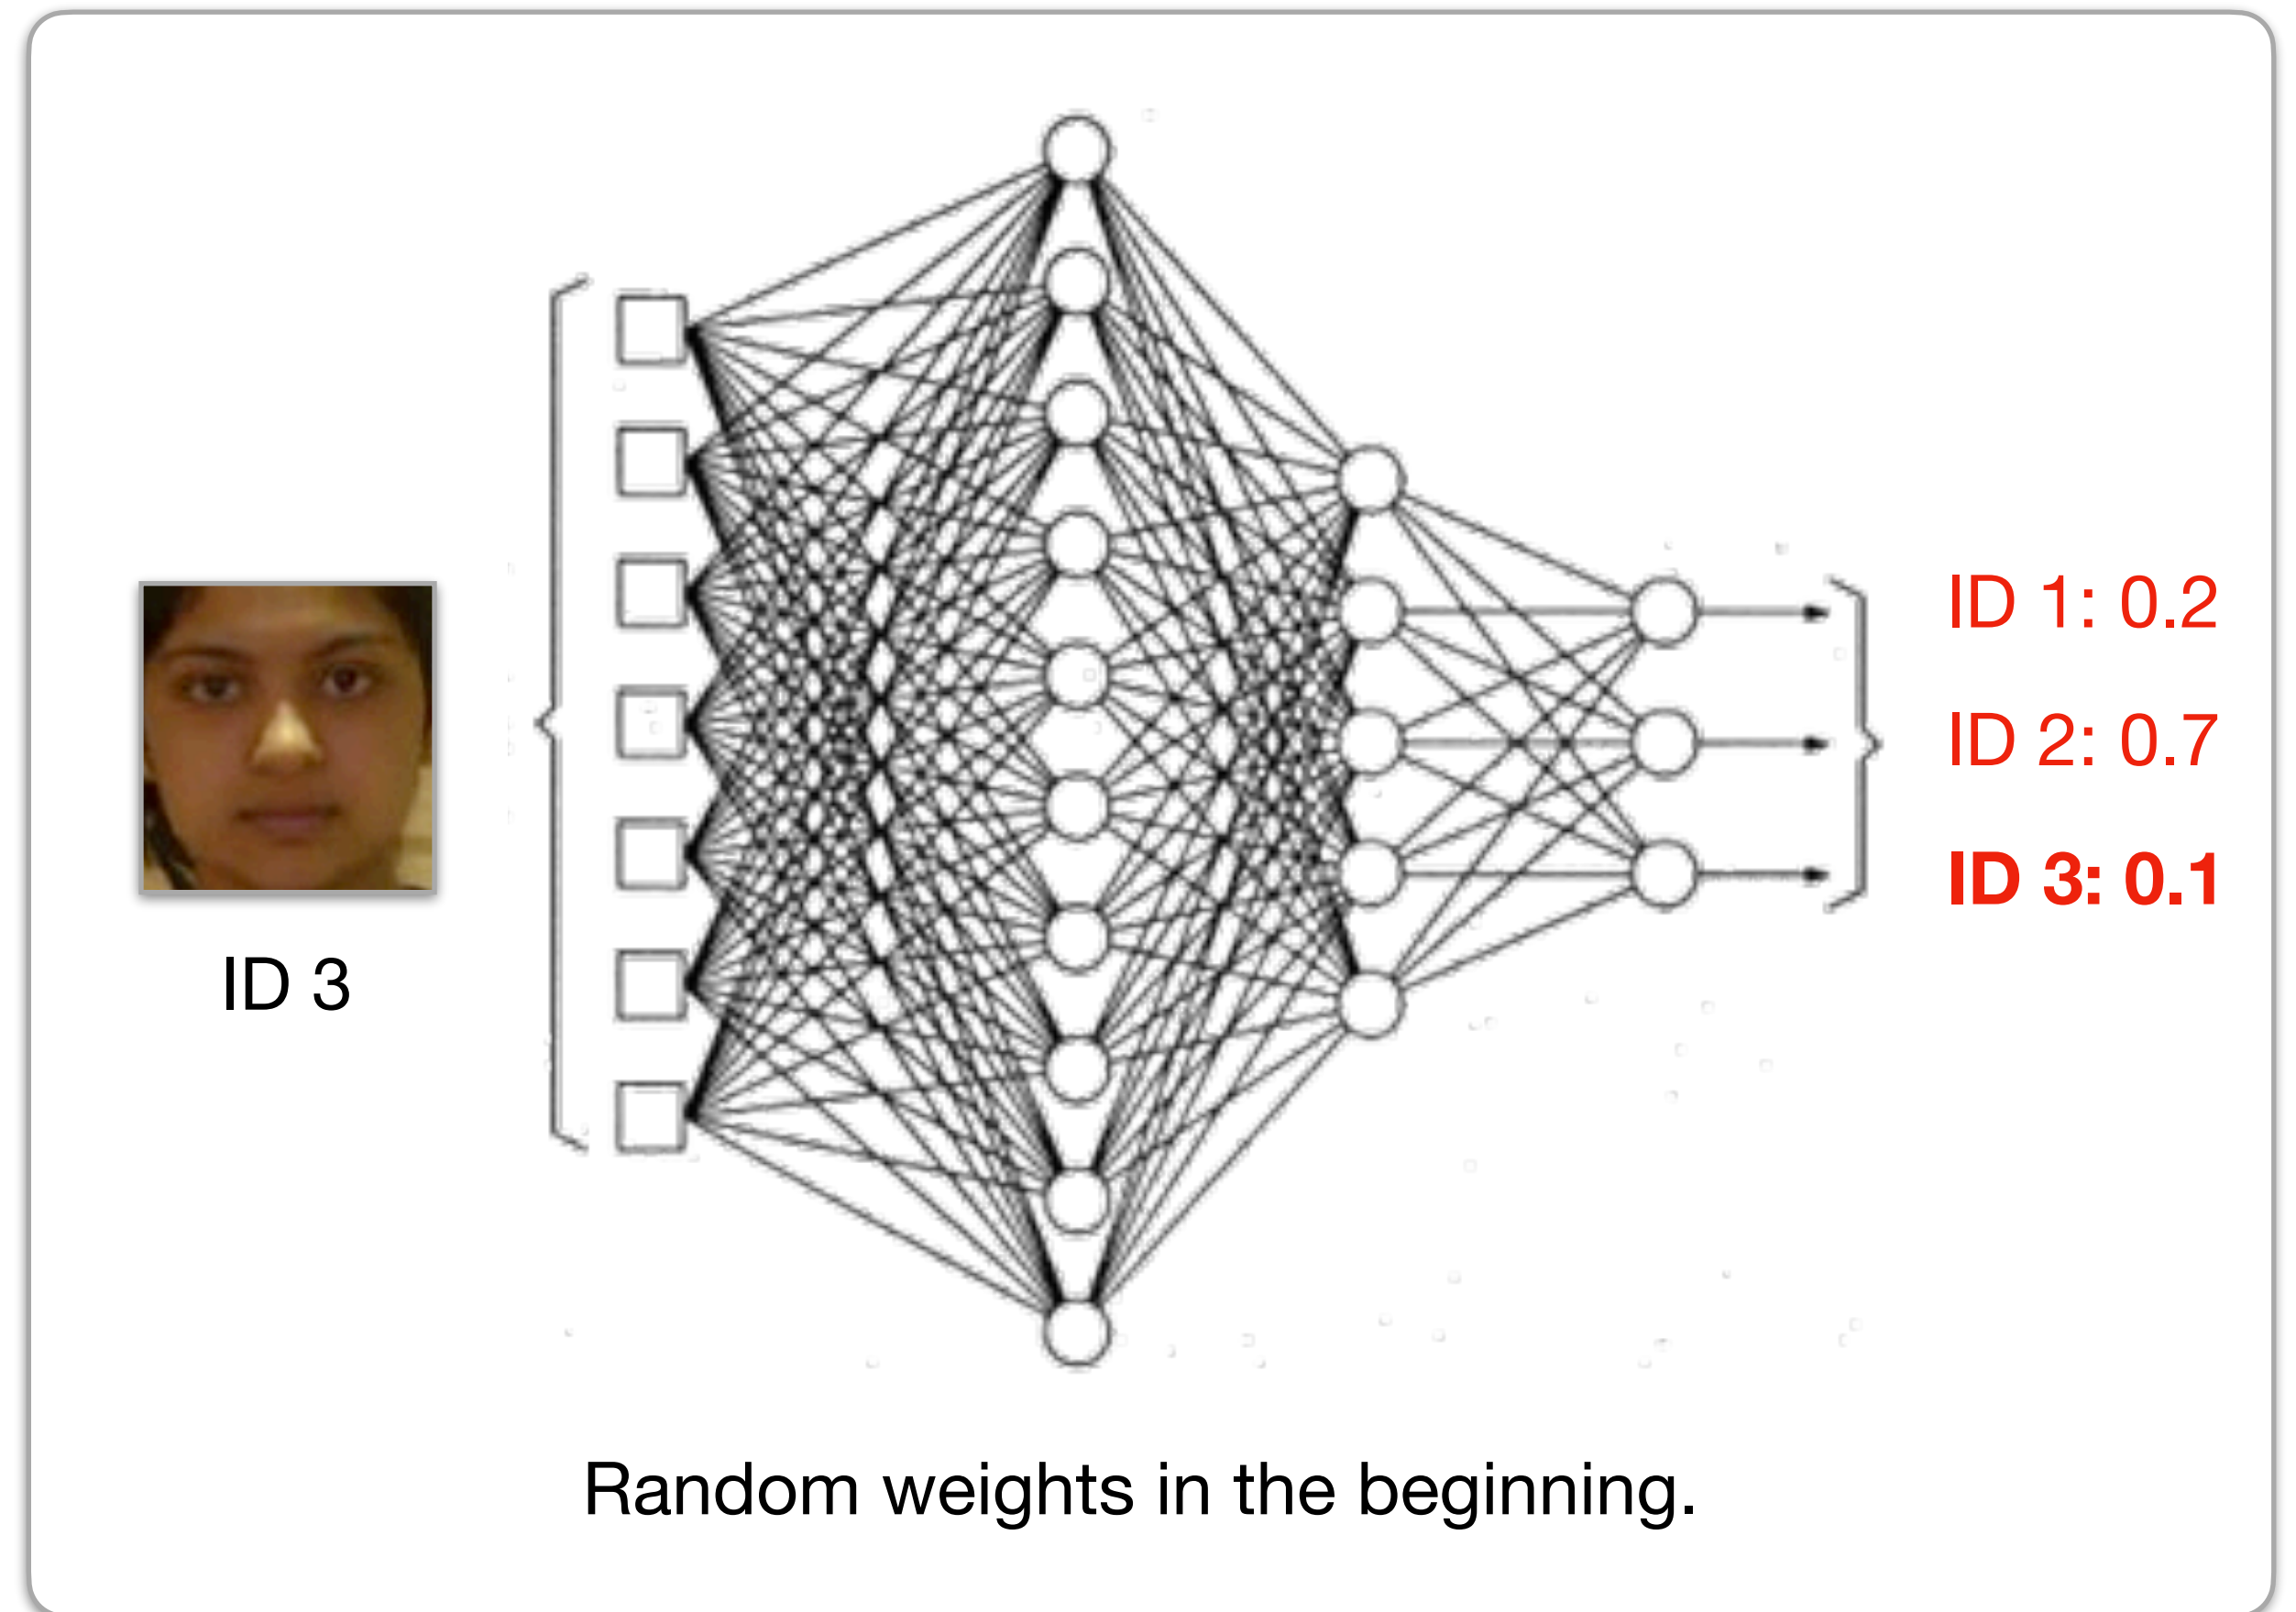 ID 1: 0.2
ID 2: 0.7
ID 3: 0.1
ID 3
Random weights in the beginning.